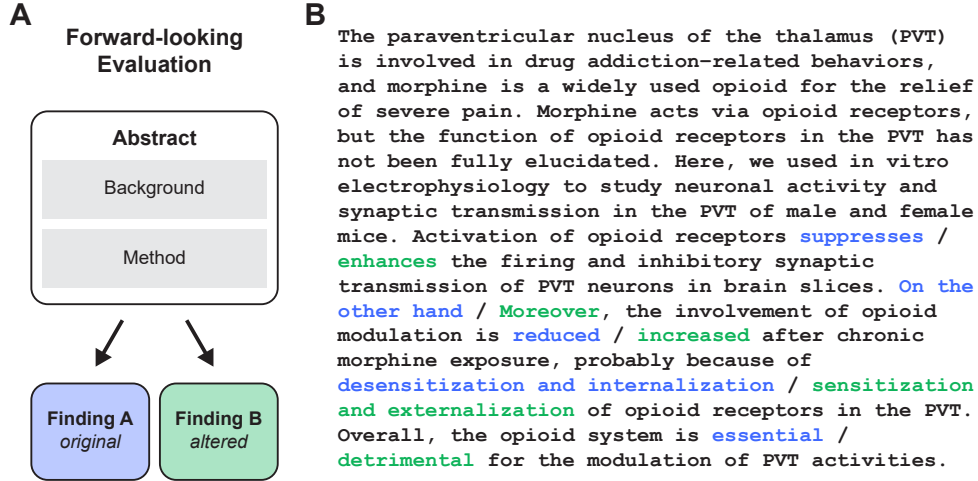 A
Forward-looking
Evaluation
Abstract
Background
Method
Finding A
original
Finding B
altered
B
The paraventricular nucleus of the thalamus (PVT)
is involved in drug addiction-related behaviors,
and morphine is a widely used opioid for the relief
of severe pain. Morphine acts via opioid receptors,
but the function of opioid receptors in the PVT has
not been fully elucidated. Here, we used in vitro
electrophysiology to study neuronal activity and
synaptic transmission in the PVT of male and female
mice. Activation of opioid receptors suppresses /
enhances the firing and inhibitory synaptic
transmission of PVT neurons in brain slices. On the
other hand / Moreover, the involvement of opioid
modulation is reduced / increased after chronic
morphine exposure, probably because of
desensitization and internalization / sensitization
and externalization of opioid receptors in the PVT.
Overall, the opioid system is essential /
detrimental for the modulation of PVT activities.